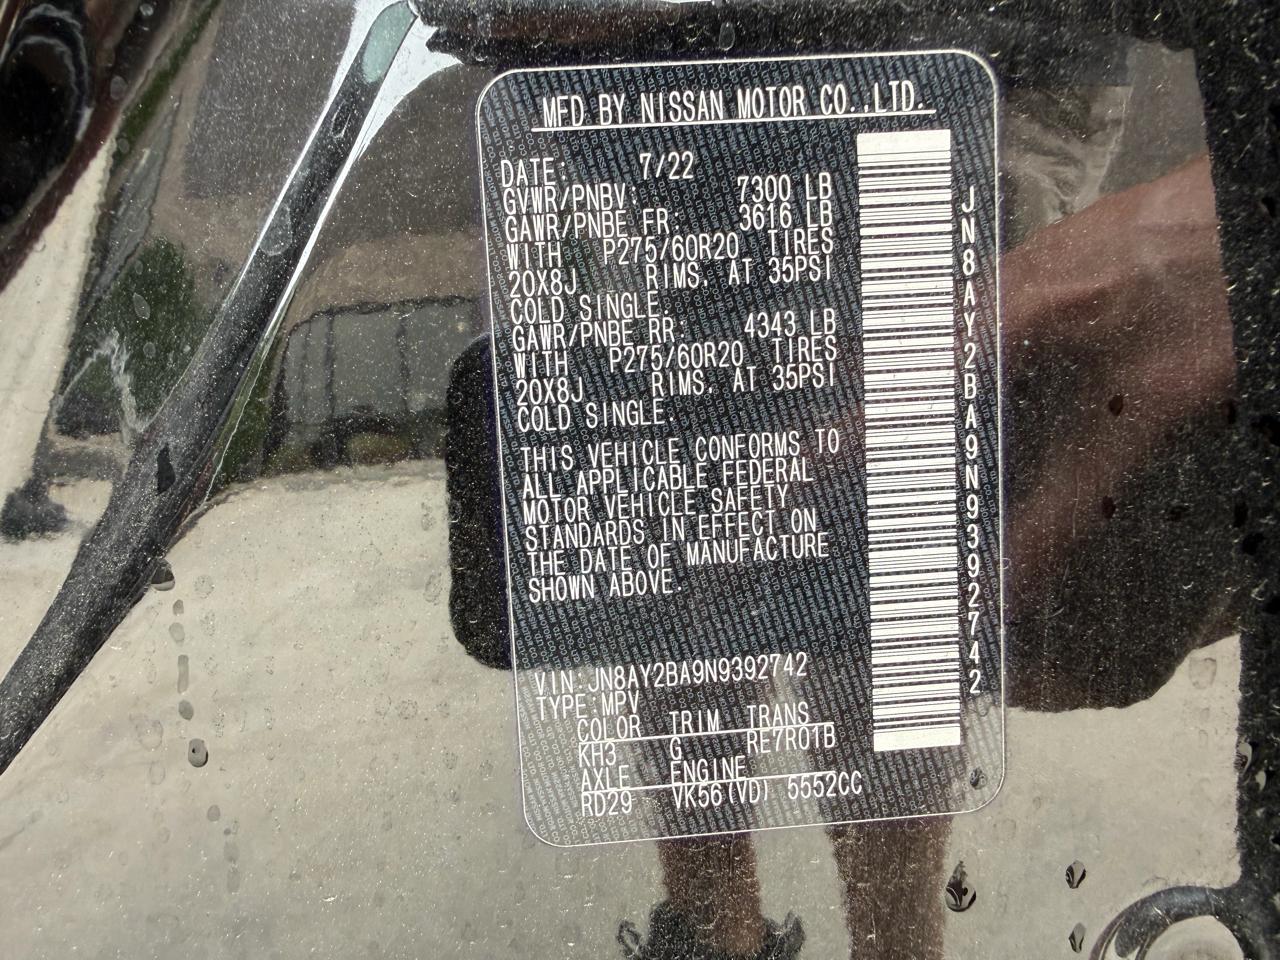 MFD BY NISSAN MOTOR CO.,LTD.
DATE: 7/22
GVWR/PNBV: 7300 LB
GAWR/PNBE FR: 3616 LB
WITH P275/60R20 TIRES
20X8J RIMS, AT 35PSI
COLD SINGLE.
GAWR/PNBE RR: 4343 LB
WITH P275/60R20 TIRES
20X8J RIMS, AT 35PSI
COLD SINGLE.
THIS VEHICLE CONFORMS TO
ALL APPLICABLE FEDERAL
MOTOR VEHICLE SAFETY
STANDARDS IN EFFECT ON
THE DATE OF MANUFACTURE
SHOWN ABOVE.
VIN:JN8AY2BA9N9392742
TYPE:MPV
COLOR TRIM TRANS
KH3 G RE7R01B
AXLE ENGINE
RD29 VK56(VD) 5552CC
JN8AY2BA9N9392742